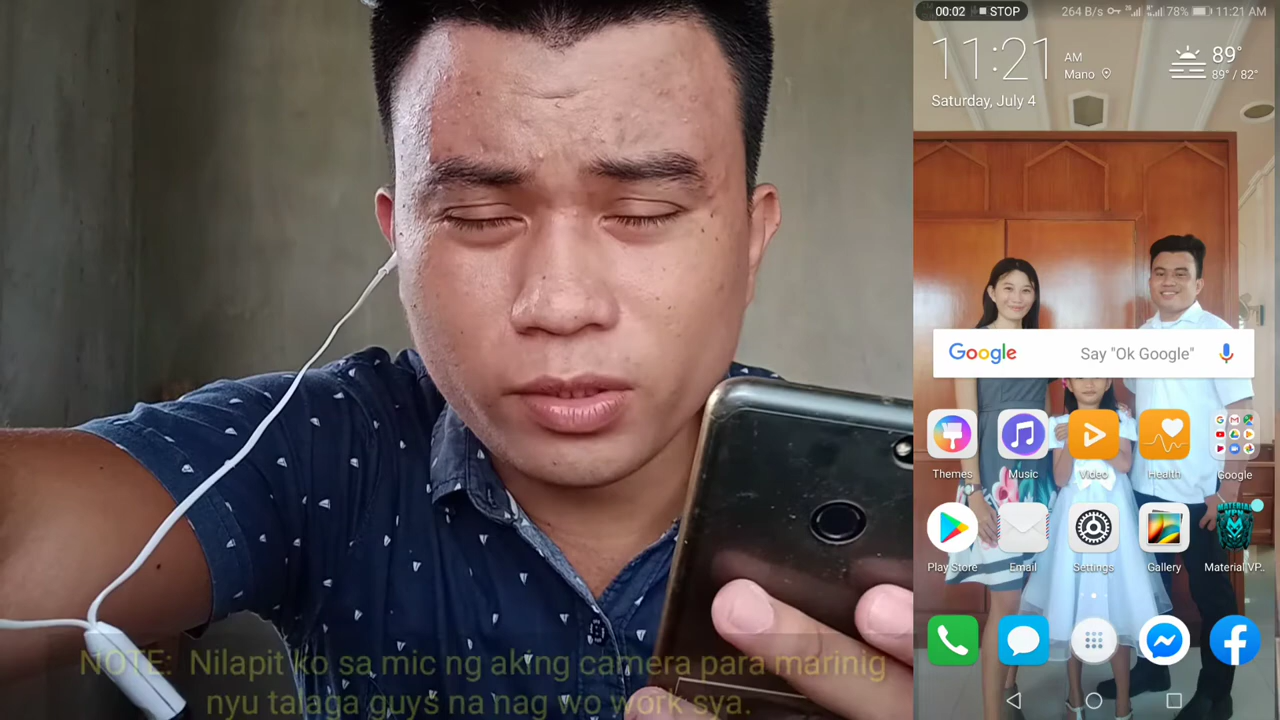 00:02 STOP 264 B/s 78% 11:21 AM
11:21 AM
Mano
89°
89° / 82°
Saturday, July 4
Google Say "Ok Google"
Themes Music Video Health Google
Play Store Email Settings Gallery Material VP..
NOTE: Nilapit ko sa mic ng aking camera para marinig
nyu talaga guys na nag wo work sya.